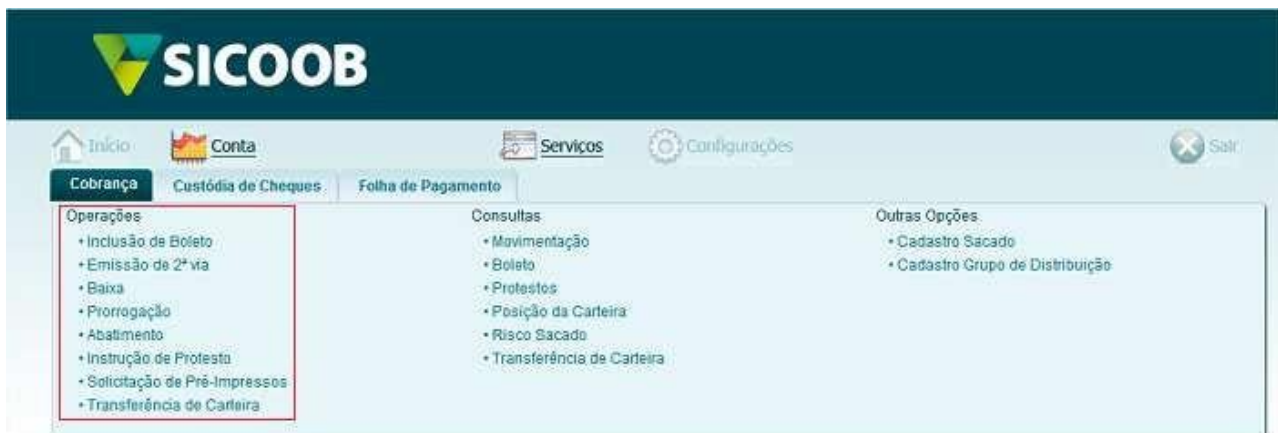 SICOOB
Início Conta Serviços Configurações Sair
Cobrança Custódia de Cheques Folha de Pagamento
Operações
• Inclusão de Boleto
• Emissão de 2ª via
• Baixa
• Prorrogação
• Abatimento
• Instrução de Protesto
• Solicitação de Pré-Impressos
• Transferência de Carteira
Consultas
• Movimentação
• Boleto
• Protestos
• Posição da Carteira
• Risco Sacado
• Transferência de Carteira
Outras Opções
• Cadastro Sacado
• Cadastro Grupo de Distribuição